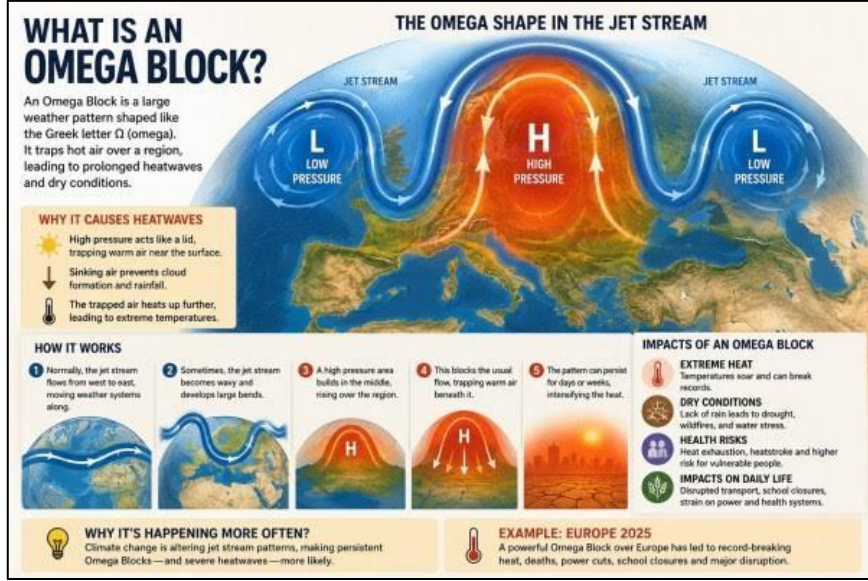 WHAT IS AN
OMEGA BLOCK?
An Omega Block is a large
weather pattern shaped like
the Greek letter Ω (omega).
It traps hot air over a region,
leading to prolonged heatwaves
and dry conditions.
THE OMEGA SHAPE IN THE JET STREAM
JET STREAM
JET STREAM
L
LOW
PRESSURE
H
HIGH
PRESSURE
L
LOW
PRESSURE
WHY IT CAUSES HEATWAVES
High pressure acts like a lid,
trapping warm air near the surface.
Sinking air prevents cloud
formation and rainfall.
The trapped air heats up further,
leading to extreme temperatures.
HOW IT WORKS
1 Normally, the jet stream
flows from west to east,
moving weather systems
along.
2 Sometimes, the jet stream
becomes wavy and
develops large bends.
3 A high pressure area
builds in the middle,
rising over the region.
H
4 This blocks the usual
flow, trapping warm air
beneath it.
H
5 The pattern can persist
for days or weeks,
intensifying the heat.
IMPACTS OF AN OMEGA BLOCK
EXTREME HEAT
Temperatures soar and can break
records.
DRY CONDITIONS
Lack of rain leads to drought,
wildfires, and water stress.
HEALTH RISKS
Heat exhaustion, heatstroke and higher
risk for vulnerable people.
IMPACTS ON DAILY LIFE
Disrupted transport, school closures,
strain on power and health systems.
WHY IT'S HAPPENING MORE OFTEN?
Climate change is altering jet stream patterns, making persistent
Omega Blocks—and severe heatwaves—more likely.
EXAMPLE: EUROPE 2025
A powerful Omega Block over Europe has led to record-breaking
heat, deaths, power cuts, school closures and major disruption.